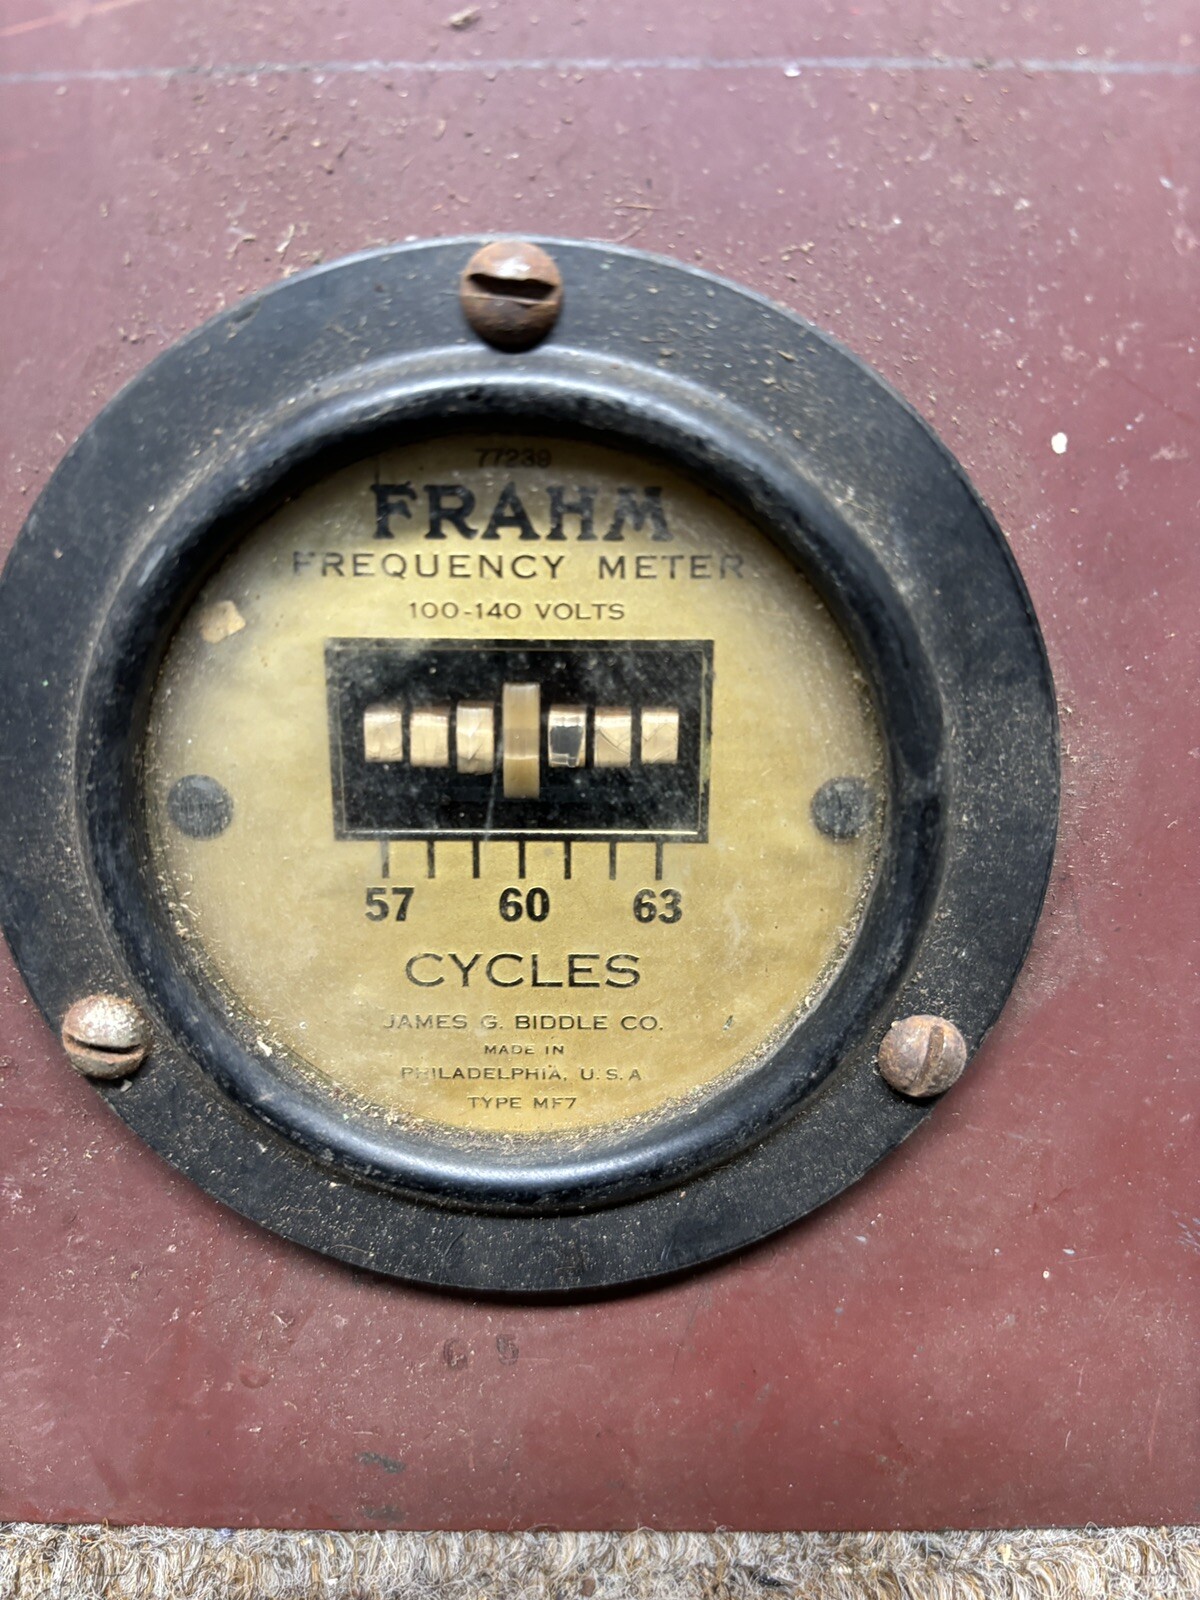 77239
FRAHM
FREQUENCY METER
100-140 VOLTS
57 60 63
CYCLES
JAMES G. BIDDLE CO.
MADE IN
PHILADELPHIA, U.S.A
TYPE MF7